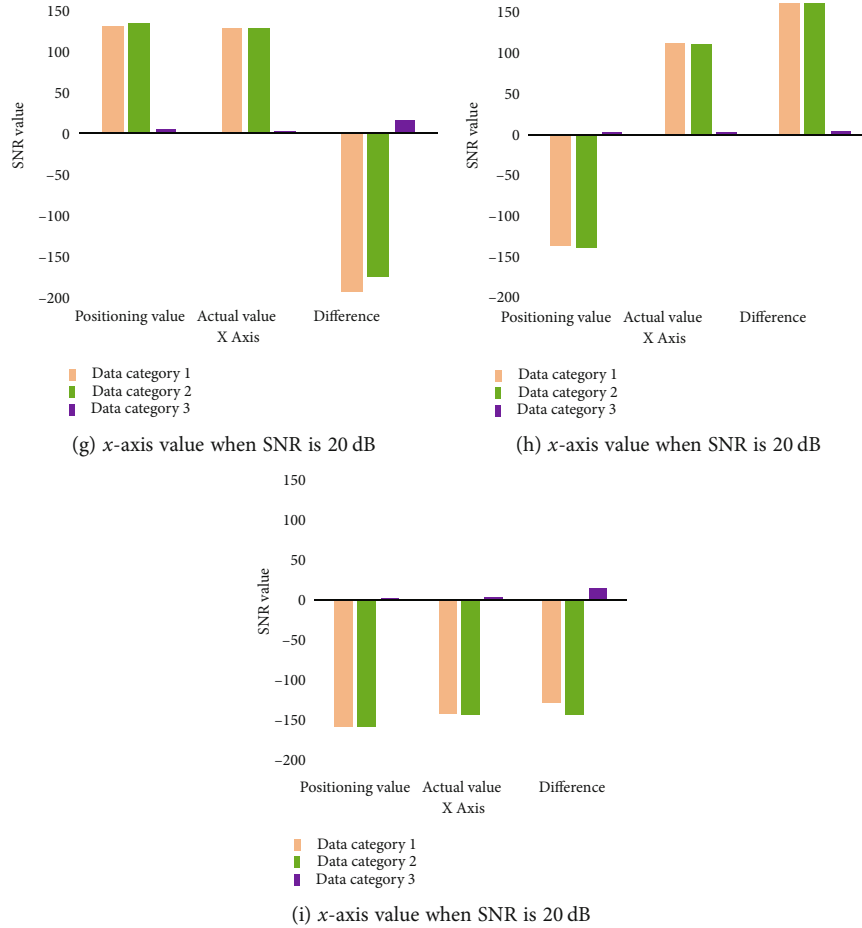 150
100
50
0
–50
–100
–150
–200
SNR value
Positioning value
Actual value
Difference
X Axis
Data category 1
Data category 2
Data category 3
(g) x-axis value when SNR is 20 dB
150
100
50
0
–50
–100
–150
–200
SNR value
Positioning value
Actual value
Difference
X Axis
Data category 1
Data category 2
Data category 3
(h) x-axis value when SNR is 20 dB
150
100
50
0
–50
–100
–150
–200
SNR value
Positioning value
Actual value
Difference
X Axis
Data category 1
Data category 2
Data category 3
(i) x-axis value when SNR is 20 dB